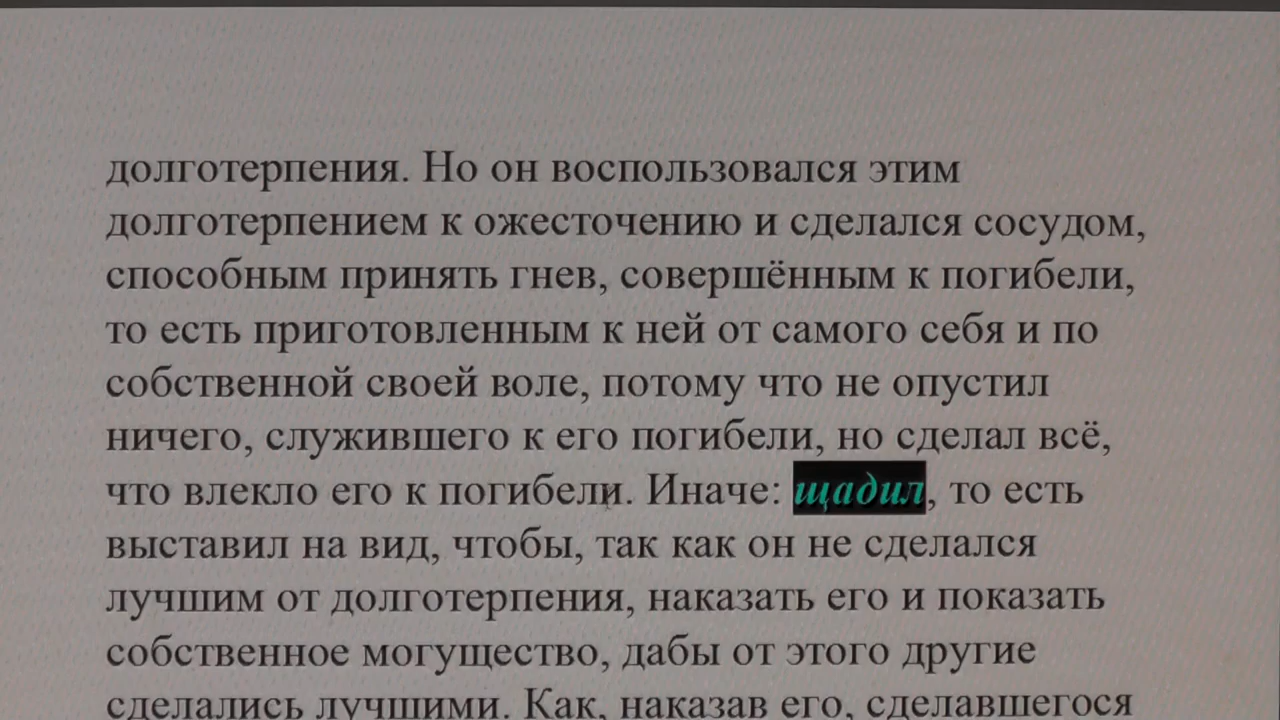 долготерпения. Но он воспользовался этим
долготерпением к ожесточению и сделался сосудом,
способным принять гнев, совершённым к погибели,
то есть приготовленным к ней от самого себя и по
собственной своей воле, потому что не опустил
ничего, служившего к его погибели, но сделал всё,
что влекло его к погибели. Иначе: щадил, то есть
выставил на вид, чтобы, так как он не сделался
лучшим от долготерпения, наказать его и показать
собственное могущество, дабы от этого другие
сделались лучшими. Как, наказав его, сделавшегося